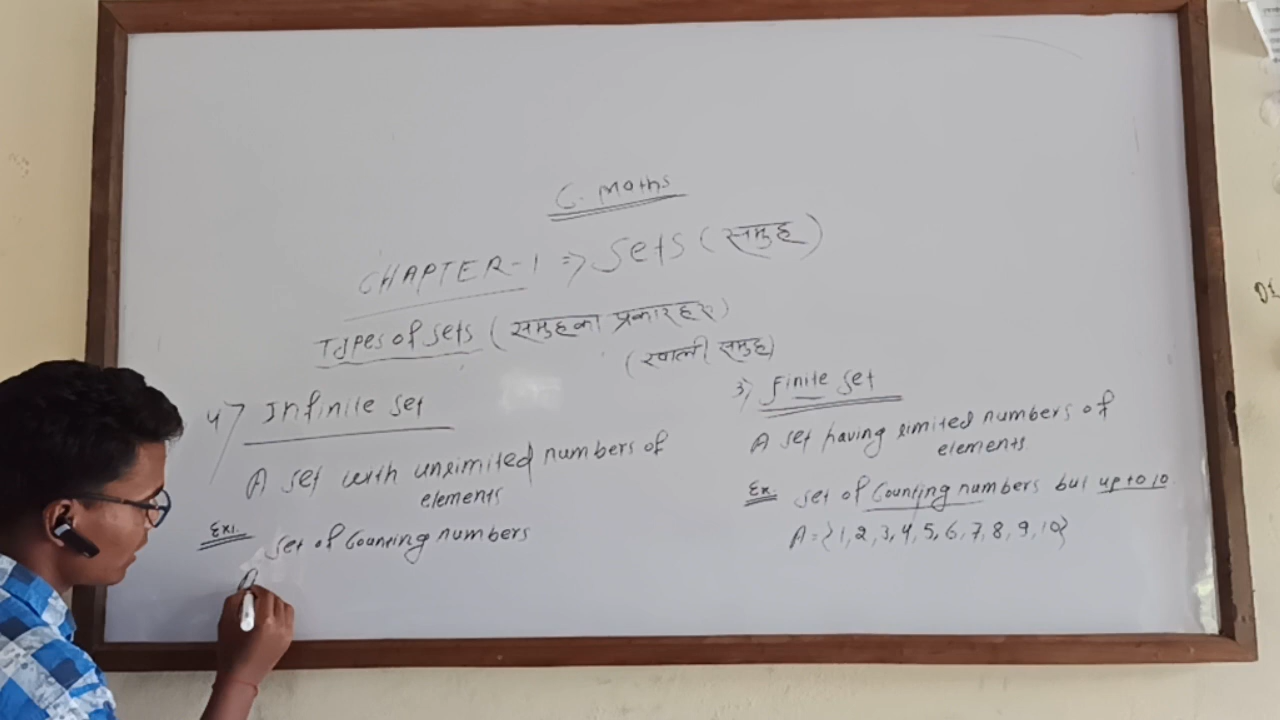 C. Maths
CHAPTER-1 => Sets (समुह)
Types of sets (समुहका प्रकारहरु)
(खाली समुह)
4) Infinite set
A set with unlimited numbers of
elements
Ex:
set of Counting numbers
A
3) finite set
A set having limited numbers of
elements.
Ex. set of Counting numbers but up to 10
A = {1, 2, 3, 4, 5, 6, 7, 8, 9, 10}